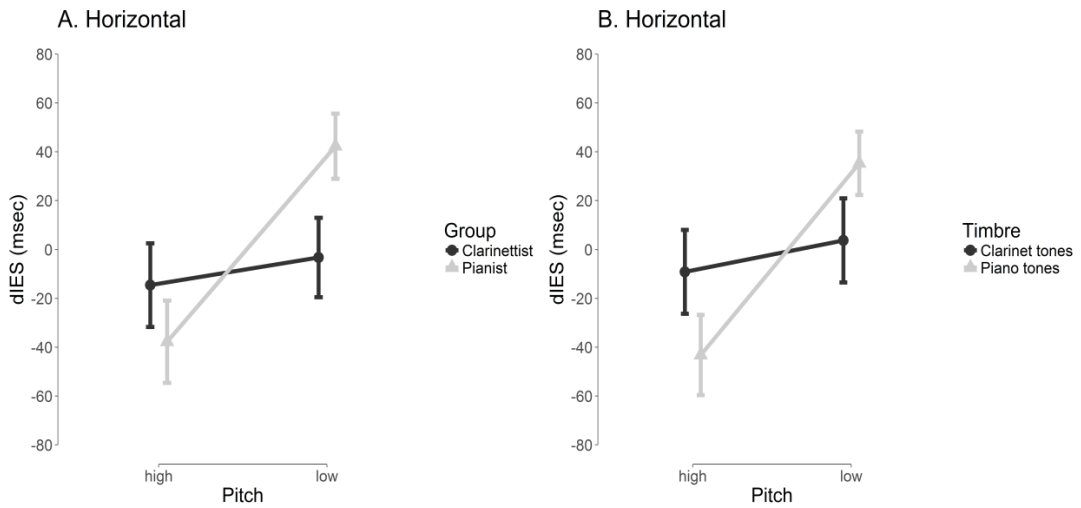 A. Horizontal
80
60
40
20
0
-20
-40
-60
-80
dIES (msec)
high
low
Pitch
Group
Clarinettist
Pianist
B. Horizontal
80
60
40
20
0
-20
-40
-60
-80
dIES (msec)
high
low
Pitch
Timbre
Clarinet tones
Piano tones